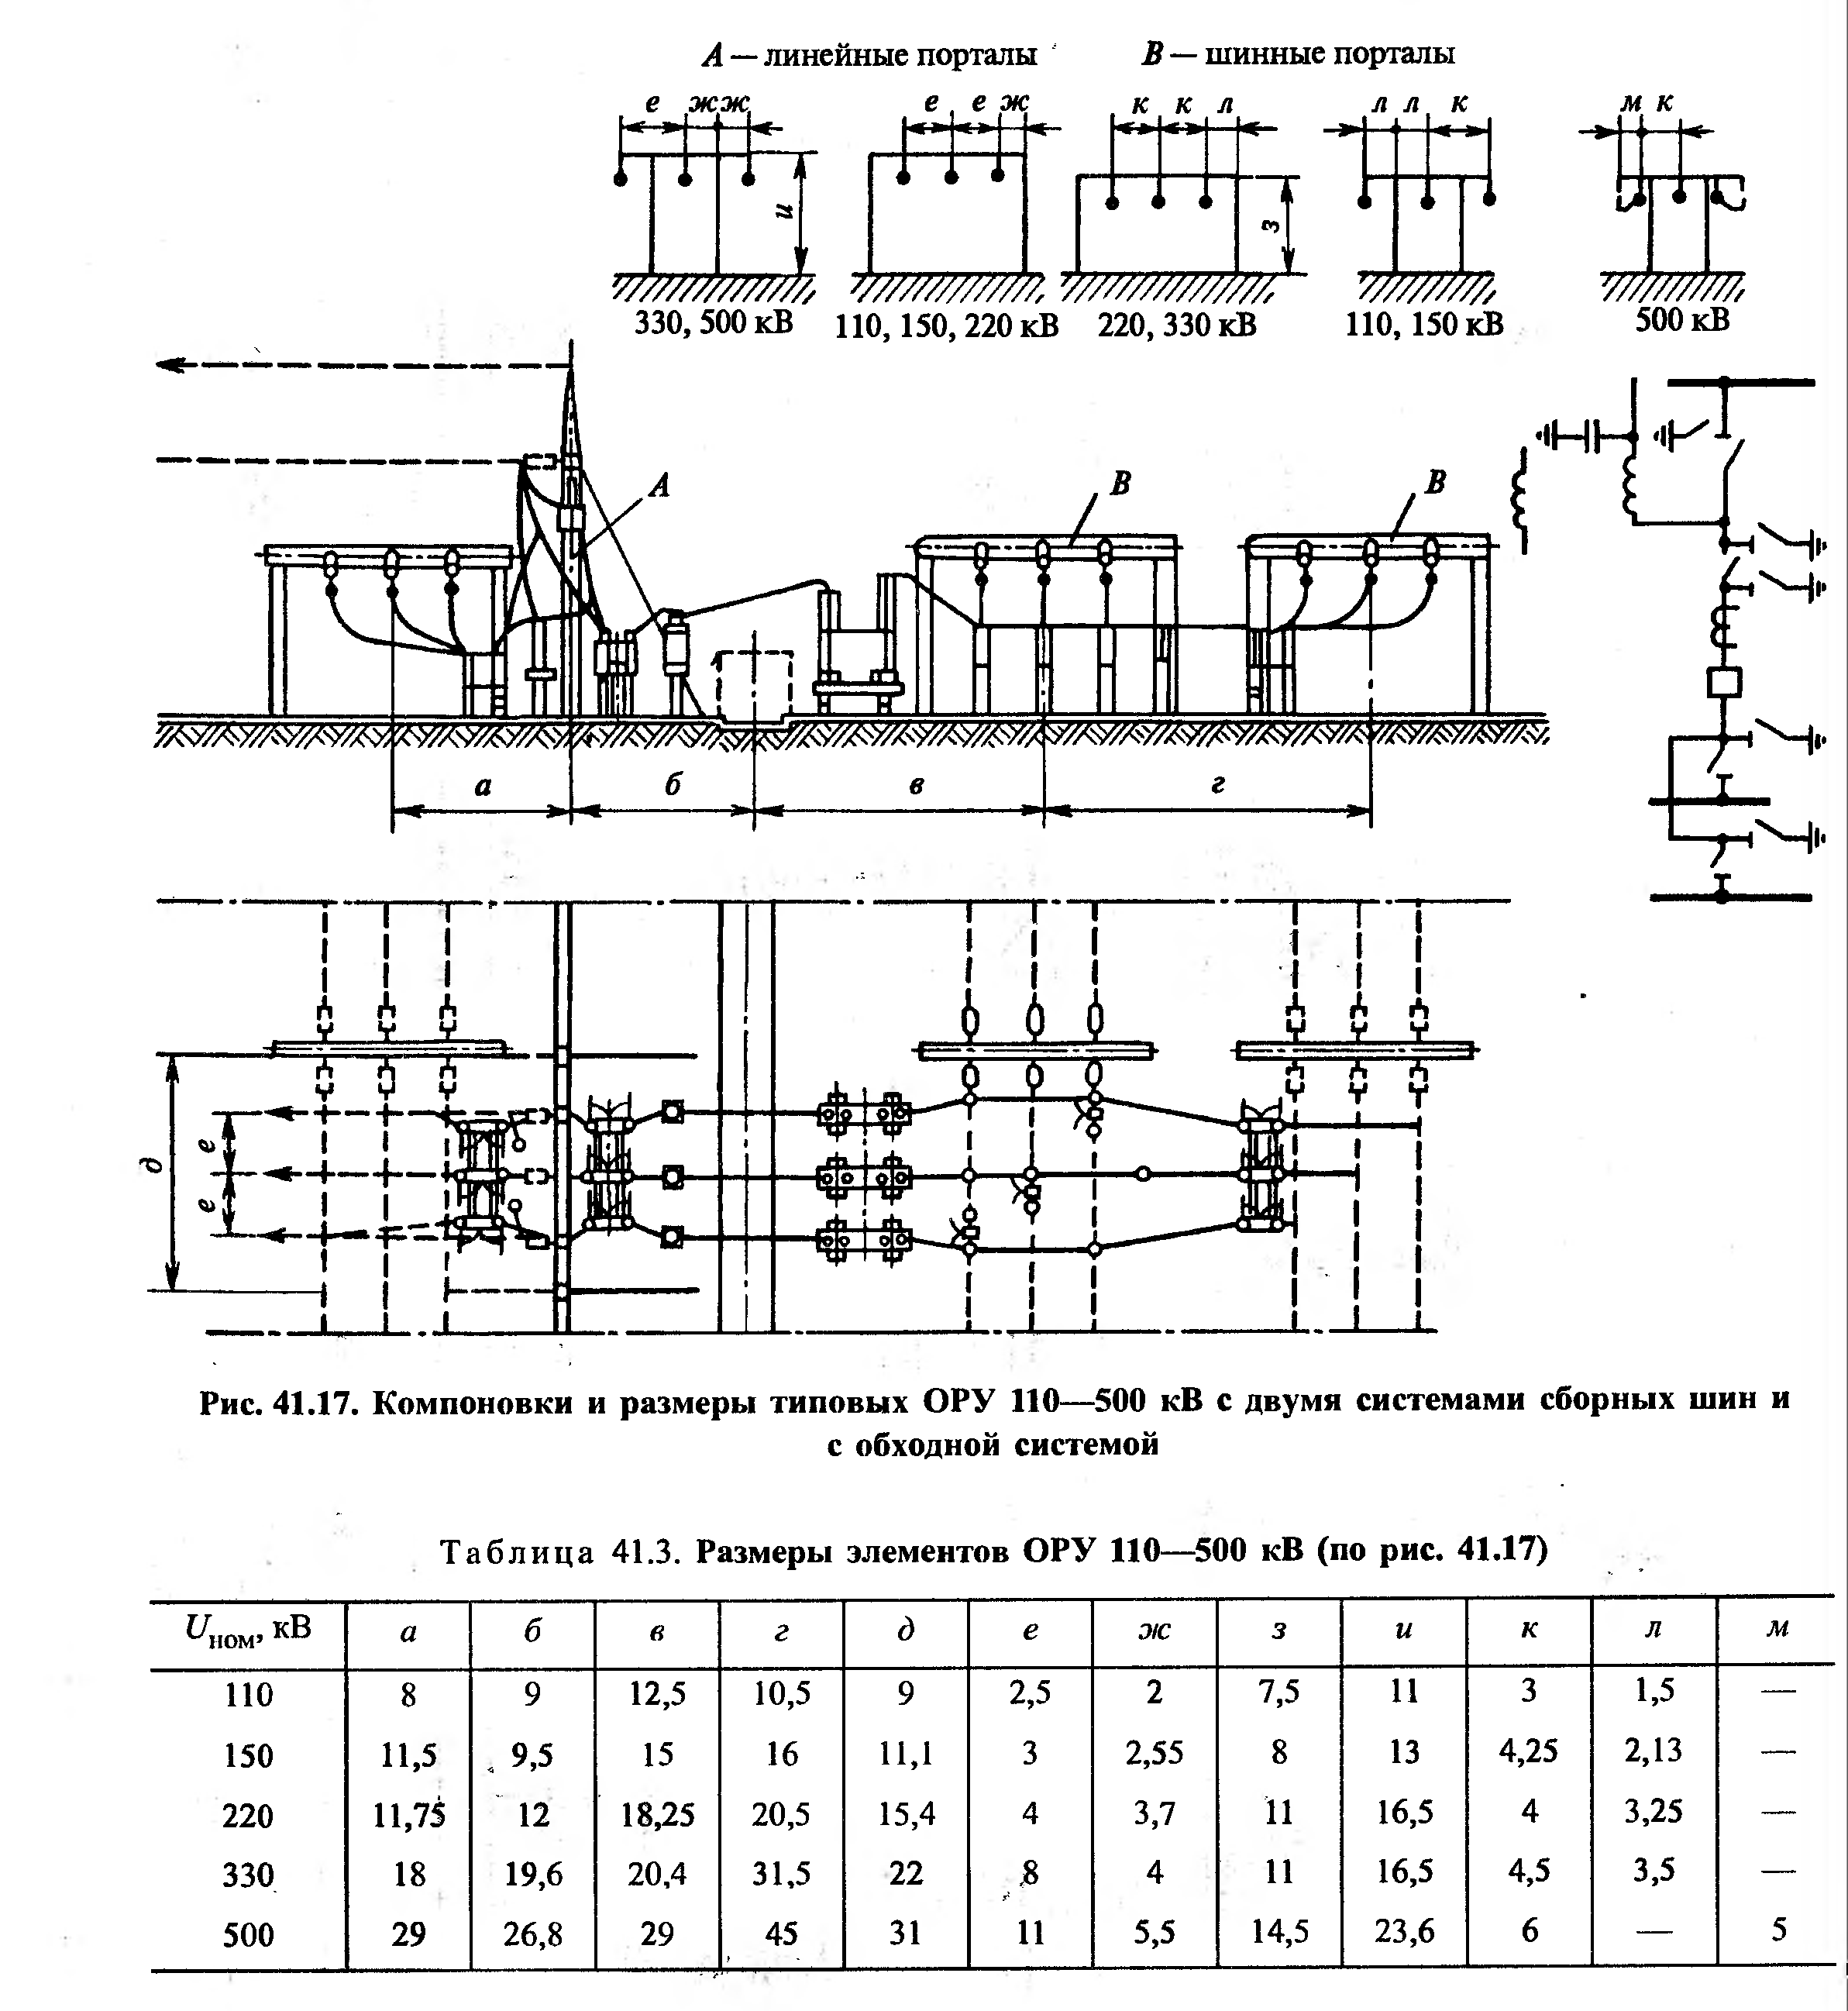 А — линейные порталы В — шинные порталы
е ж ж е е ж к к л л л к м к
и з
330, 500 кВ 110, 150, 220 кВ 220, 330 кВ 110, 150 кВ 500 кВ
А В В
а б в г
д е е
Рис. 41.17. Компоновки и размеры типовых ОРУ 110—500 кВ с двумя системами сборных шин и
с обходной системой
Таблица 41.3. Размеры элементов ОРУ 110—500 кВ (по рис. 41.17)
Uном, кВ а б в г д е ж з и к л м
110 8 9 12,5 10,5 9 2,5 2 7,5 11 3 1,5 —
150 11,5 9,5 15 16 11,1 3 2,55 8 13 4,25 2,13 —
220 11,75 12 18,25 20,5 15,4 4 3,7 11 16,5 4 3,25 —
330 18 19,6 20,4 31,5 22 8 4 11 16,5 4,5 3,5 —
500 29 26,8 29 45 31 11 5,5 14,5 23,6 6 — 5